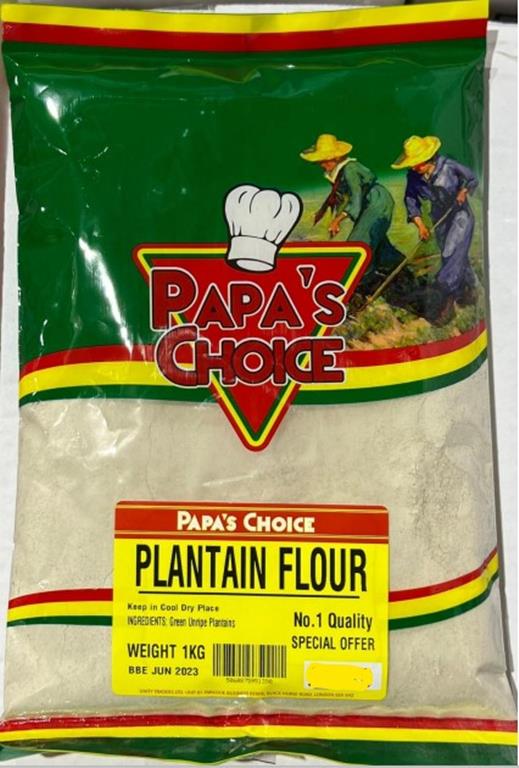 PAPA'S
CHOICE
PAPA'S CHOICE
PLANTAIN FLOUR
Keep in Cool Dry Place
INGREDIENTS: Green Unripe Plantains
No.1 Quality
SPECIAL OFFER
WEIGHT 1KG
BBE JUN 2023